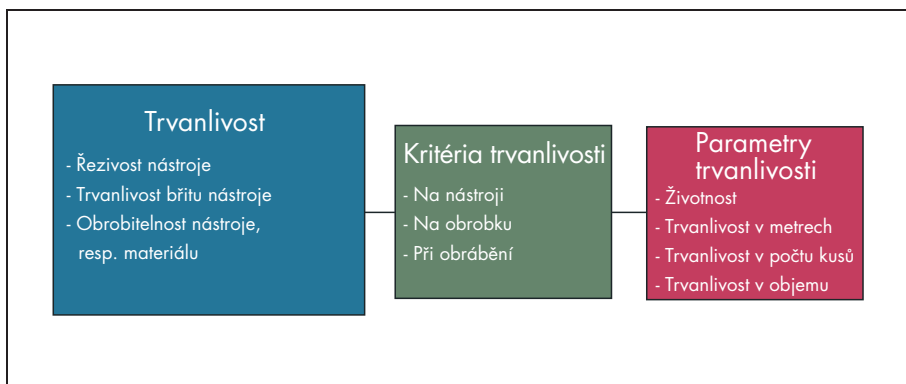 Trvanlivost
- Řezivost nástroje
- Trvanlivost břitu nástroje
- Obrobitelnost nástroje,
resp. materiálu
Kritéria trvanlivosti
- Na nástroji
- Na obrobku
- Při obrábění
Parametry
trvanlivosti
- Životnost
- Trvanlivost v metrech
- Trvanlivost v počtu kusů
- Trvanlivost v objemu